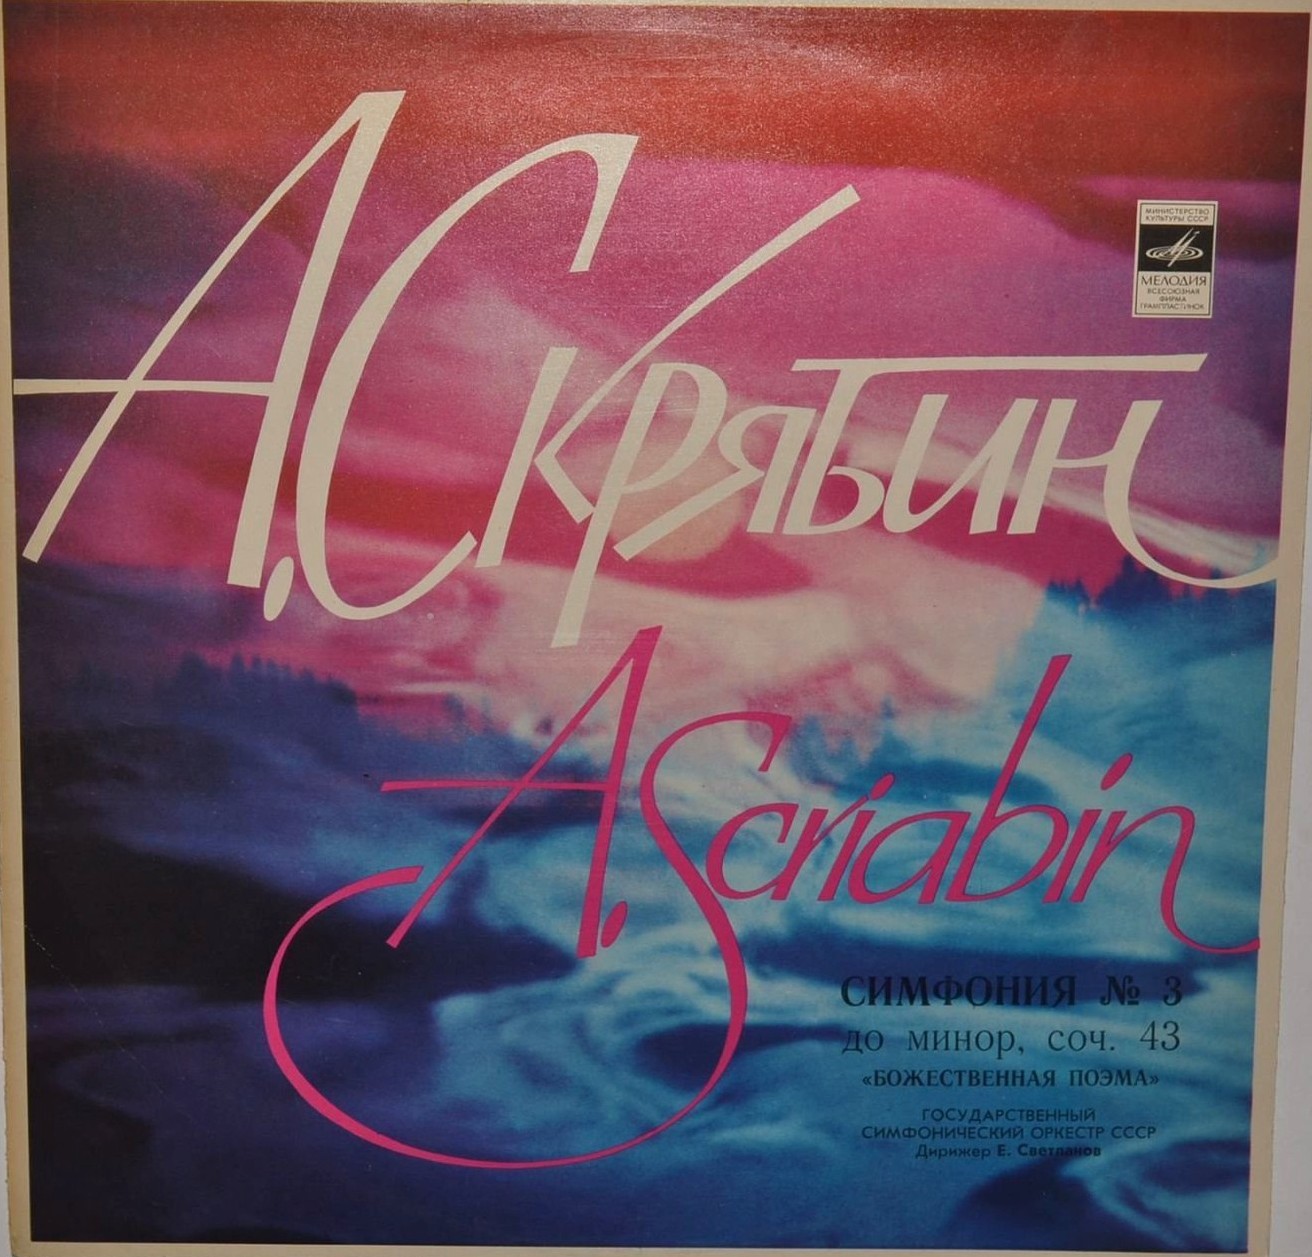 А. Скрябин
МИНИСТЕРСТВО
КУЛЬТУРЫ СССР
МЕЛОДИЯ
ВСЕСОЮЗНАЯ
ФИРМА
ГРАМПЛАСТИНОК
A. Scriabin
СИМФОНИЯ № 3
ДО МИНОР, СОЧ. 43
«БОЖЕСТВЕННАЯ ПОЭМА»
ГОСУДАРСТВЕННЫЙ
СИМФОНИЧЕСКИЙ ОРКЕСТР СССР
Дирижер Е. Светланов